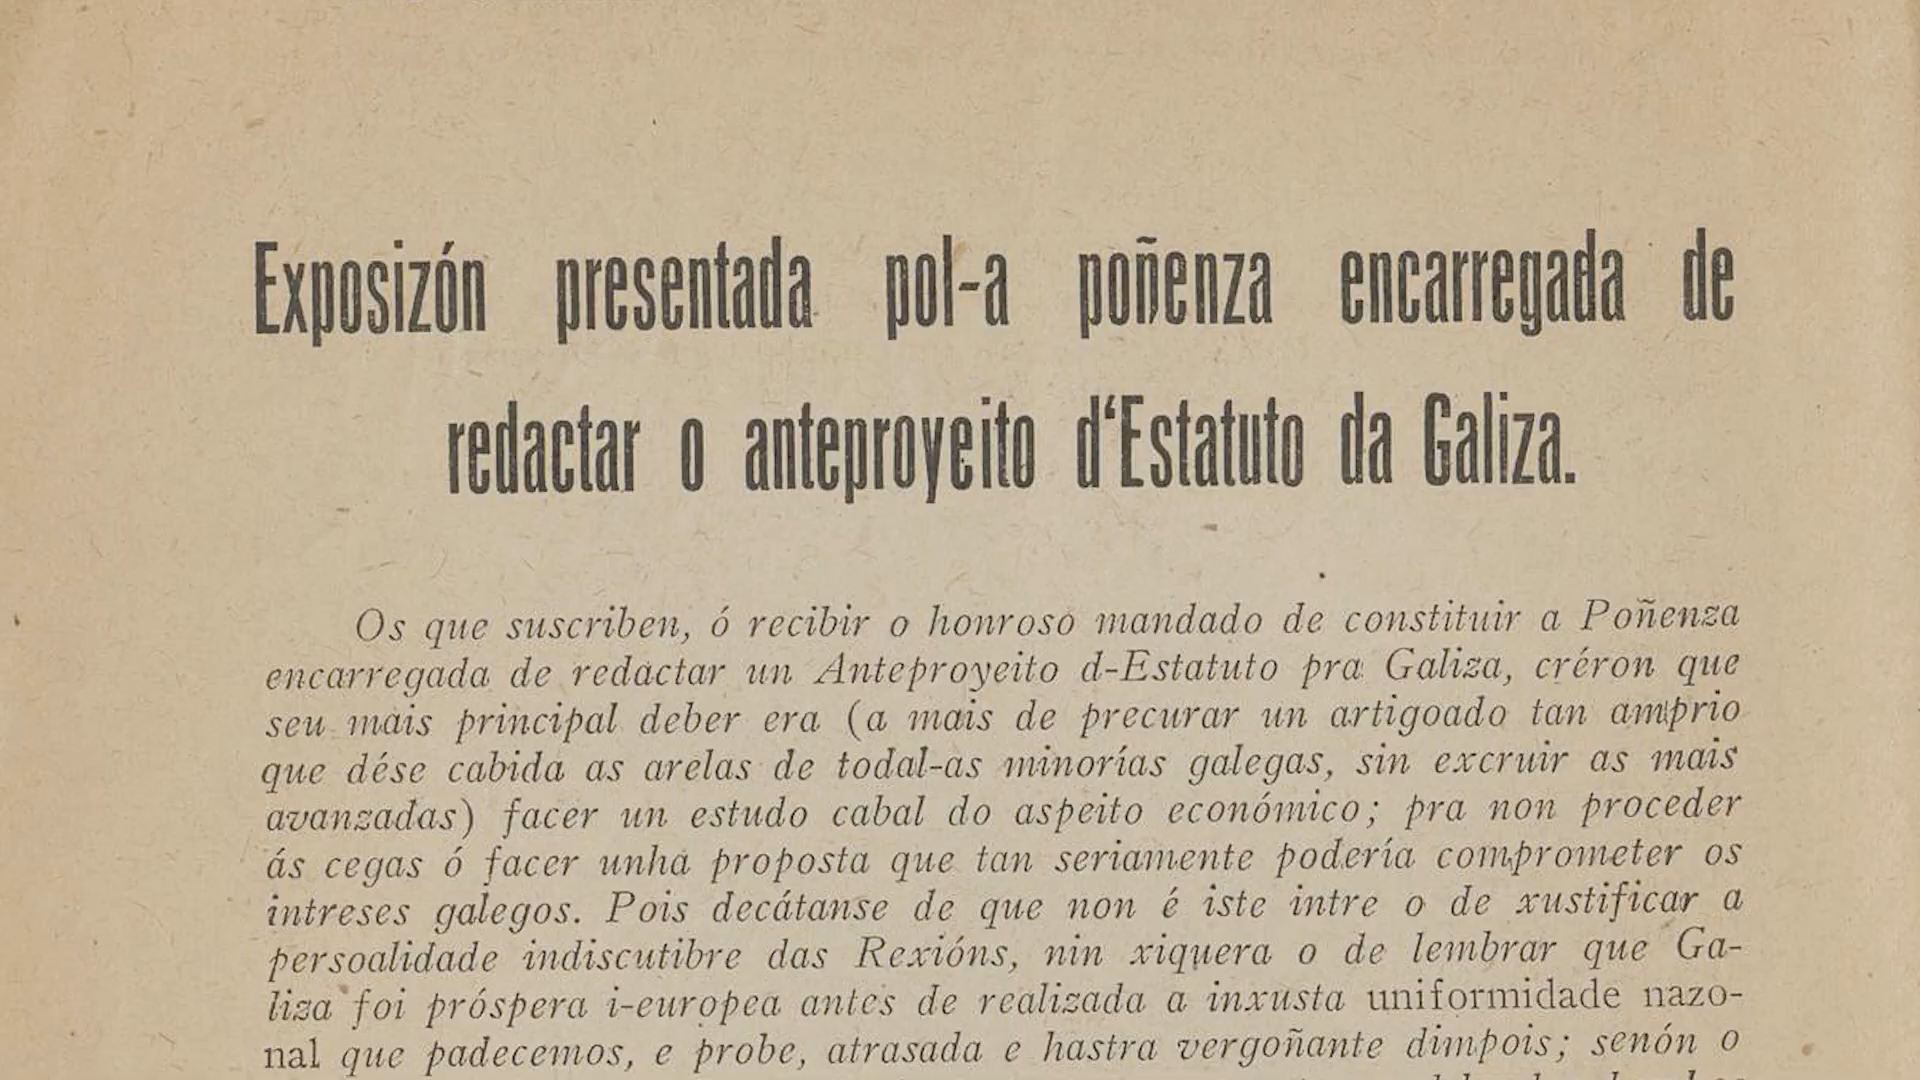 Exposizón presentada pol-a poñenza encarregada de
redactar o anteproyeito d‘Estatuto da Galiza.
Os que suscriben, ó recibir o honroso mandado de constituir a Poñenza
encarregada de redactar un Anteproyeito d-Estatuto pra Galiza, créron que
seu mais principal deber era (a mais de precurar un artigoado tan amprio
que dése cabida as arelas de todal-as minorías galegas, sin excruir as mais
avanzadas) facer un estudo cabal do aspeito económico; pra non proceder
ás cegas ó facer unha proposta que tan seriamente podería comprometer os
intreses galegos. Pois decátanse de que non é iste intre o de xustificar a
persoalidade indiscutibre das Rexións, nin xiquera o de lembrar que Ga-
liza foi próspera i-europea antes de realizada a inxusta uniformidade nazo-
nal que padecemos, e probe, atrasada e hastra vergoñante dimpois; senón o